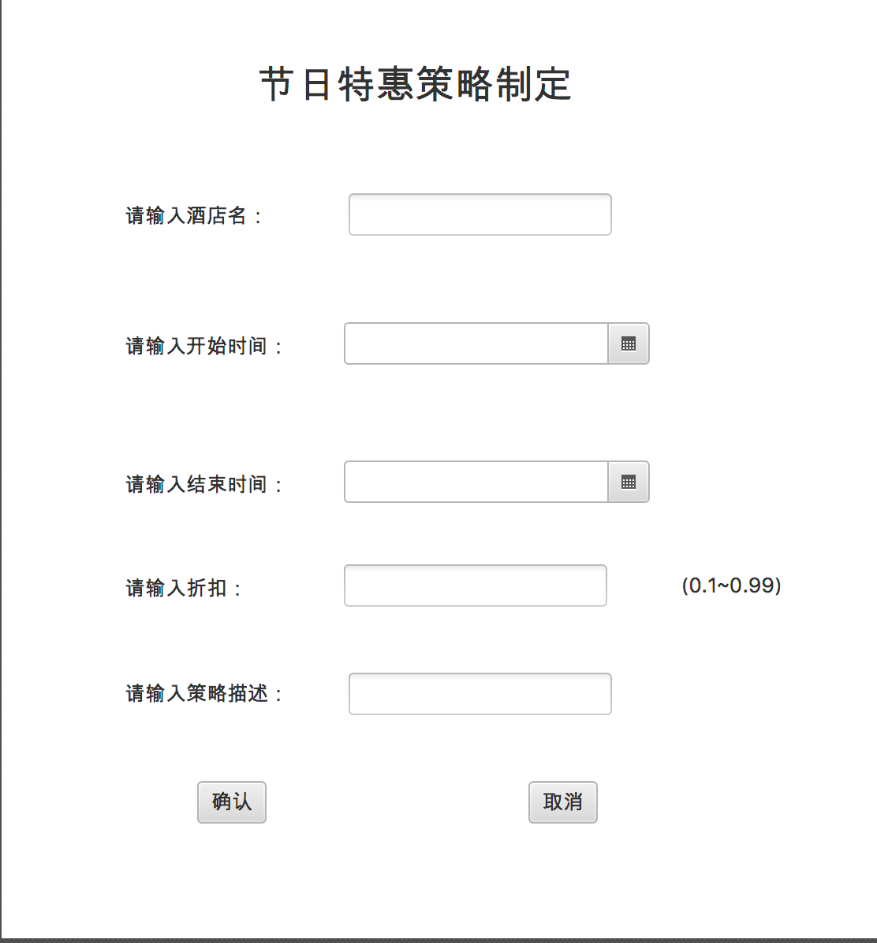 节日特惠策略制定
请输入酒店名：
请输入开始时间：
请输入结束时间：
请输入折扣：
(0.1~0.99)
请输入策略描述：
确认
取消